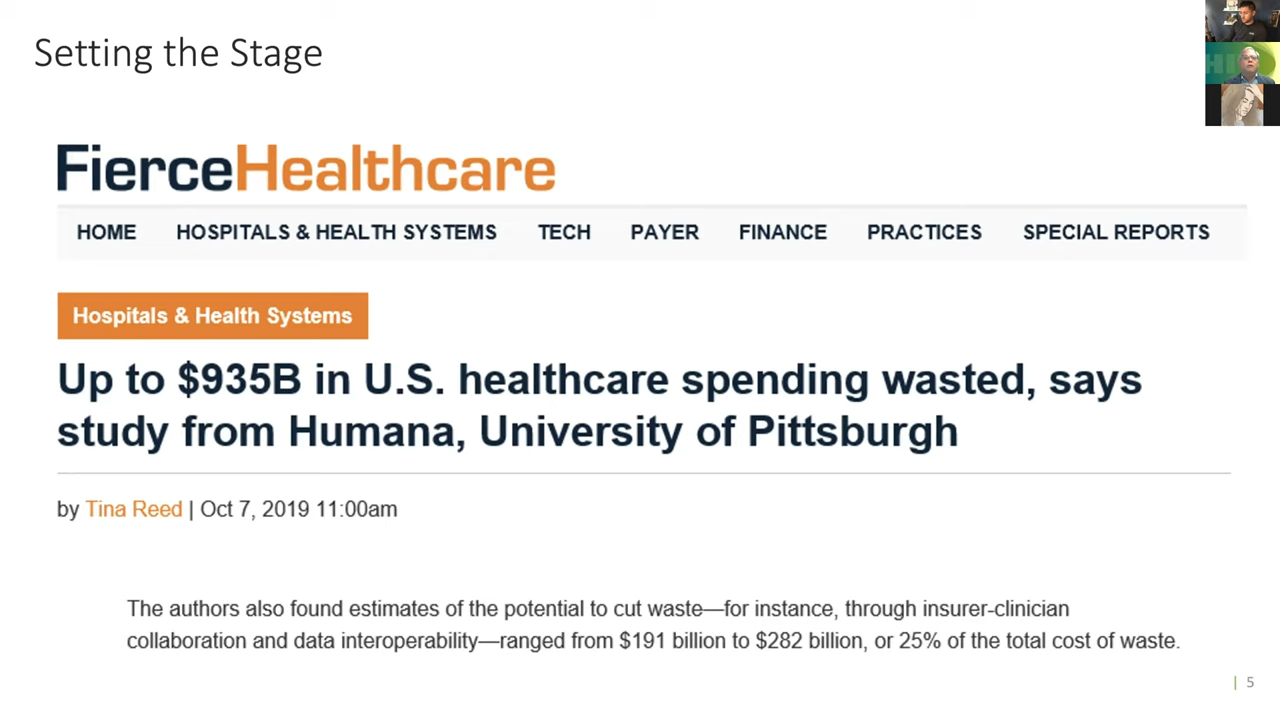 Setting the Stage
FierceHealthcare
HOME HOSPITALS & HEALTH SYSTEMS TECH PAYER FINANCE PRACTICES SPECIAL REPORTS
Hospitals & Health Systems
Up to $935B in U.S. healthcare spending wasted, says
study from Humana, University of Pittsburgh
by Tina Reed | Oct 7, 2019 11:00am
The authors also found estimates of the potential to cut waste—for instance, through insurer-clinician
collaboration and data interoperability—ranged from $191 billion to $282 billion, or 25% of the total cost of waste.
| 5